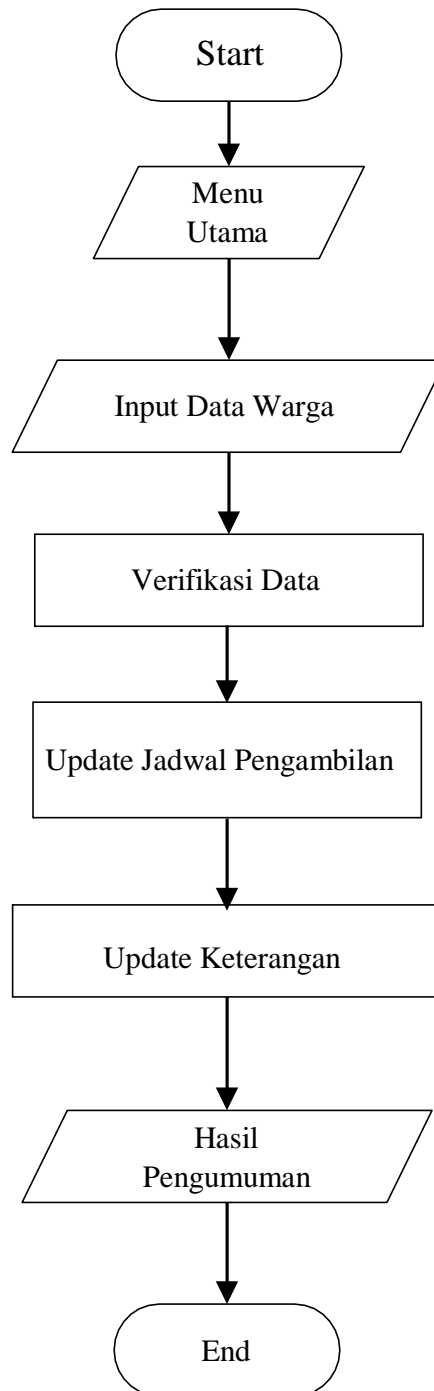 Start
Menu
Utama
Input Data Warga
Verifikasi Data
Update Jadwal Pengambilan
Update Keterangan
Hasil
Pengumuman
End